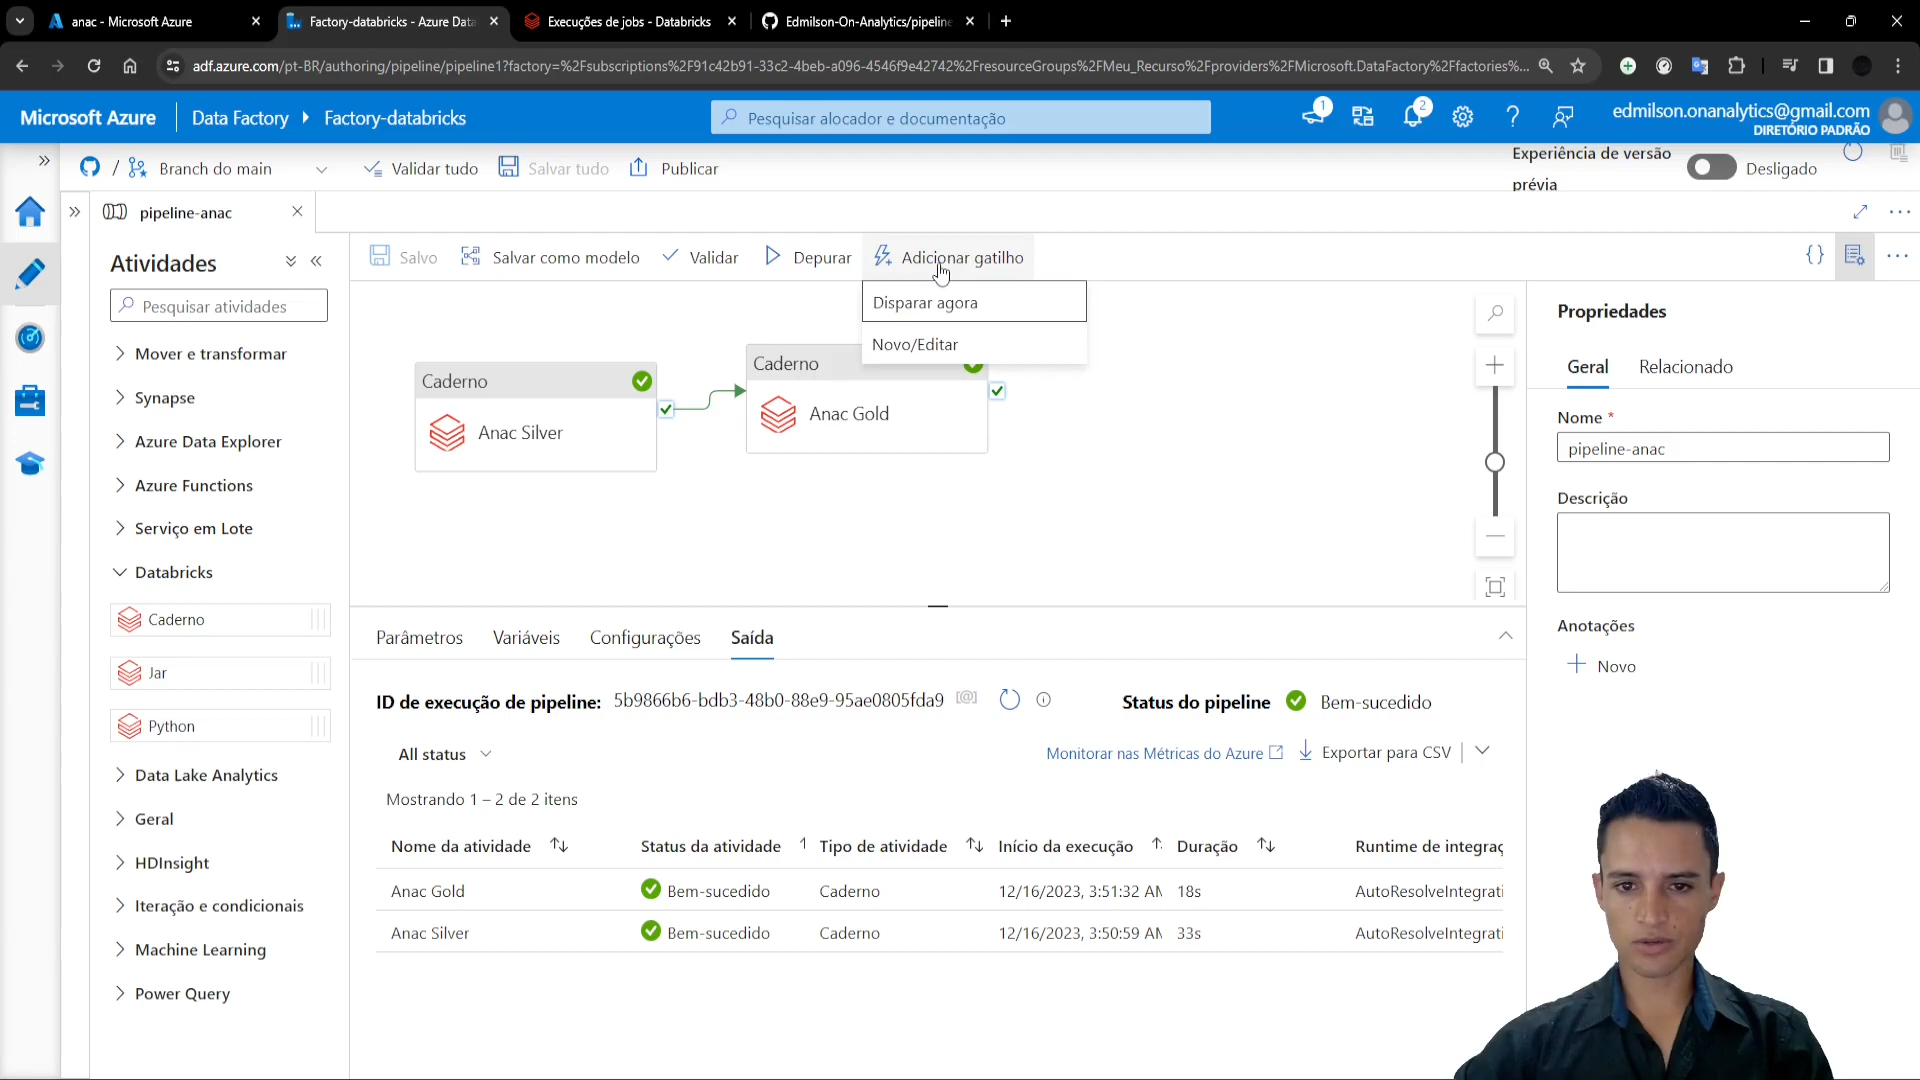 anac - Microsoft Azure
Factory-databricks - Azure Data
Execuções de jobs - Databricks
Edmilson-On-Analytics/pipeline
adf.azure.com/pt-BR/authoring/pipeline/pipeline1?factory=%2Fsubscriptions%2F91c42b91-33c2-4beb-a096-4546f9e42742%2FresourceGroups%2FMeu_Recurso%2Fproviders%2FMicrosoft.DataFactory%2Ffactories%...
Microsoft Azure
Data Factory
Factory-databricks
Pesquisar alocador e documentação
1
2
edmilson.onanalytics@gmail.com
DIRETÓRIO PADRÃO
/ Branch do main
Validar tudo
Salvar tudo
Publicar
Experiência de versão
prévia
Desligado
pipeline-anac
Atividades
Salvo
Salvar como modelo
Validar
Depurar
Adicionar gatilho
Disparar agora
Novo/Editar
Pesquisar atividades
Mover e transformar
Synapse
Azure Data Explorer
Azure Functions
Serviço em Lote
Databricks
Caderno
Jar
Python
Data Lake Analytics
Geral
HDInsight
Iteração e condicionais
Machine Learning
Power Query
Caderno
Anac Silver
Caderno
Anac Gold
Propriedades
Geral
Relacionado
Nome *
pipeline-anac
Descrição
Anotações
Novo
Parâmetros
Variáveis
Configurações
Saída
ID de execução de pipeline: 5b9866b6-bdb3-48b0-88e9-95ae0805fda9
Status do pipeline
Bem-sucedido
All status
Monitorar nas Métricas do Azure
Exportar para CSV
Mostrando 1 – 2 de 2 itens
Nome da atividade
Status da atividade
Tipo de atividade
Início da execução
Duração
Runtime de integraç
Anac Gold
Bem-sucedido
Caderno
12/16/2023, 3:51:32 AM
18s
AutoResolveIntegrati
Anac Silver
Bem-sucedido
Caderno
12/16/2023, 3:50:59 AM
33s
AutoResolveIntegrati